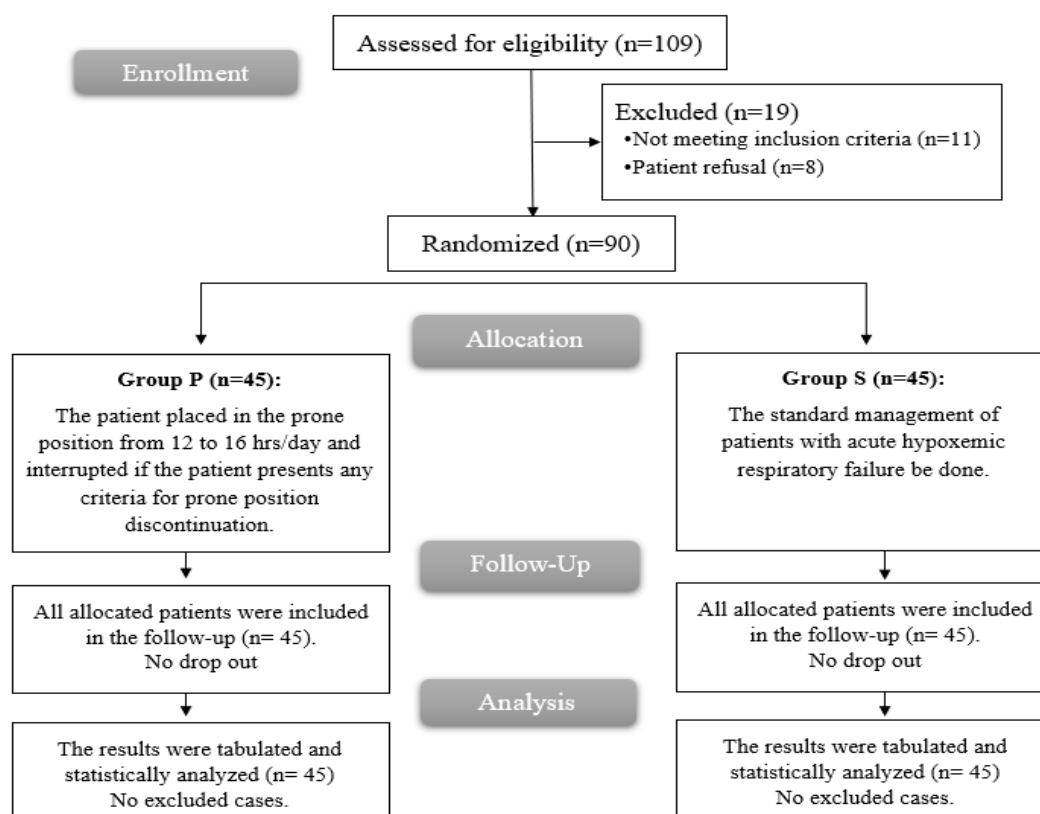 Assessed for eligibility (n=109)
Enrollment
Excluded (n=19)
•Not meeting inclusion criteria (n=11)
•Patient refusal (n=8)
Randomized (n=90)
Allocation
Group P (n=45):
The patient placed in the prone
position from 12 to 16 hrs/day and
interrupted if the patient presents any
criteria for prone position
discontinuation.
Group S (n=45):
The standard management of
patients with acute hypoxemic
respiratory failure be done.
Follow-Up
All allocated patients were included
in the follow-up (n= 45).
No drop out
All allocated patients were included
in the follow-up (n= 45).
No drop out
Analysis
The results were tabulated and
statistically analyzed (n= 45)
No excluded cases.
The results were tabulated and
statistically analyzed (n= 45)
No excluded cases.